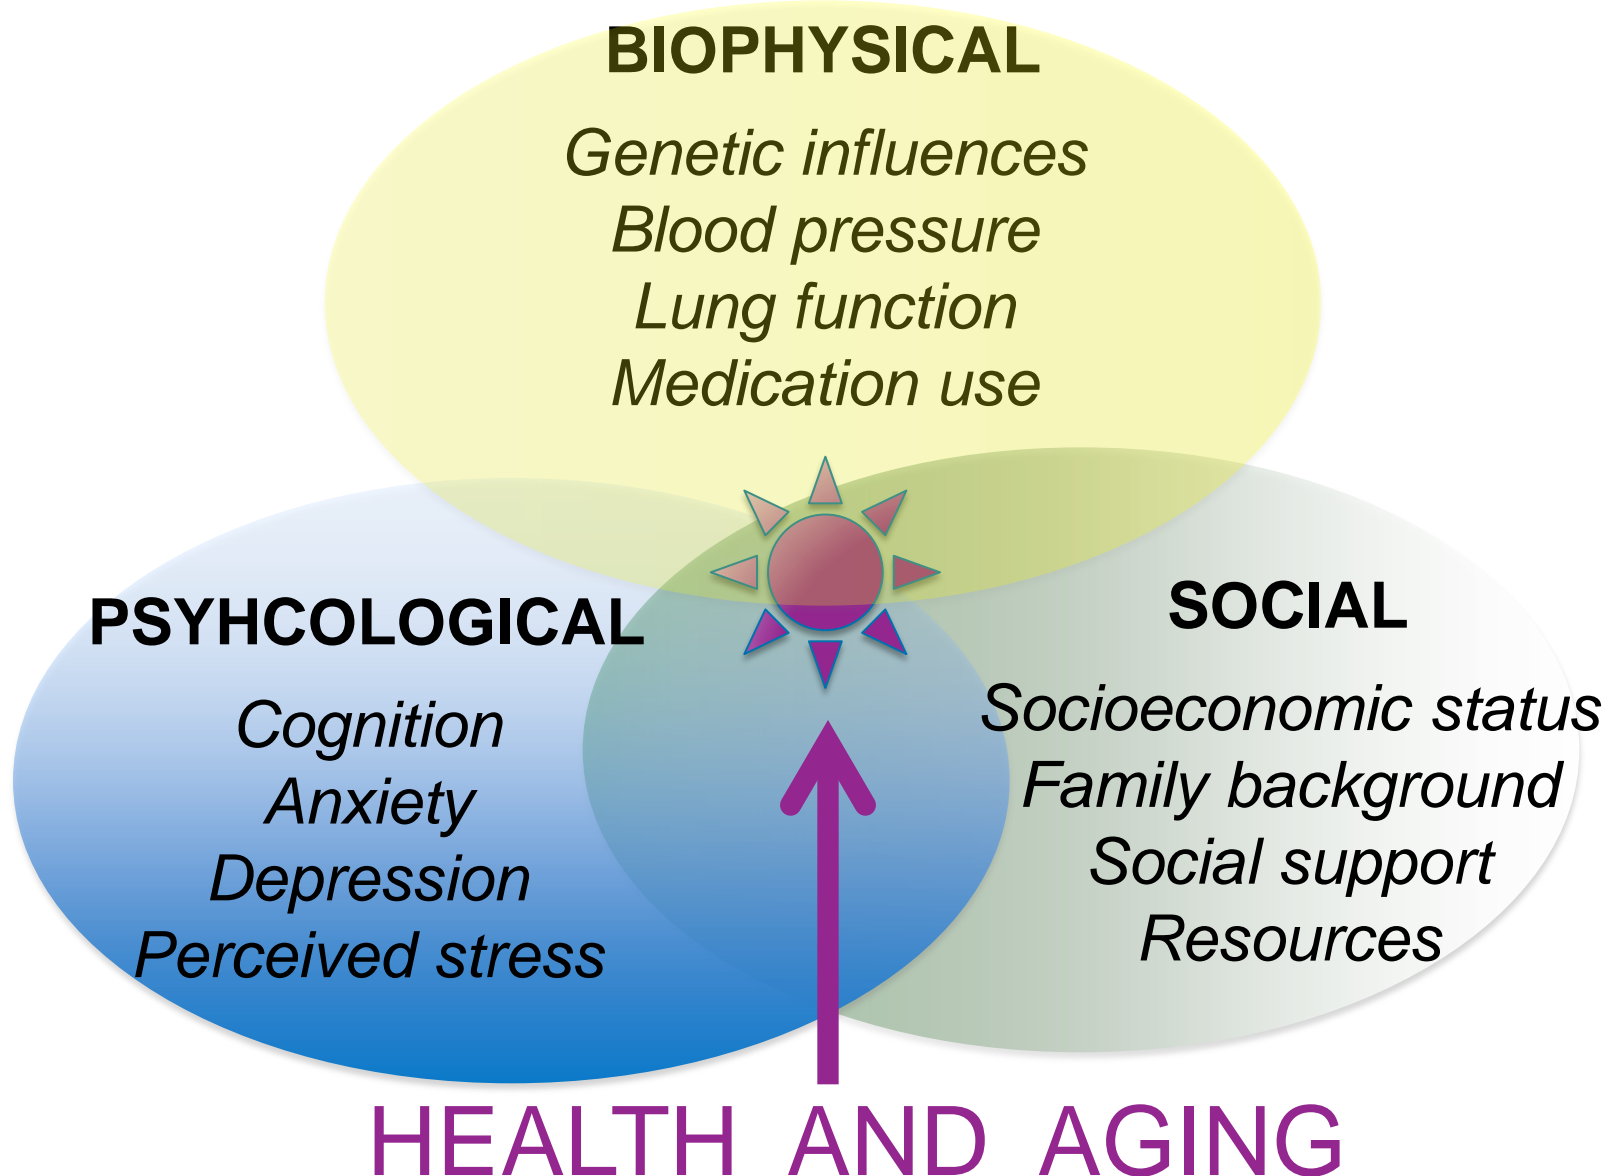 BIOPHYSICAL
Genetic influences
Blood pressure
Lung function
Medication use
PSYHCOLOGICAL
Cognition
Anxiety
Depression
Perceived stress
SOCIAL
Socioeconomic status
Family background
Social support
Resources
HEALTH AND AGING